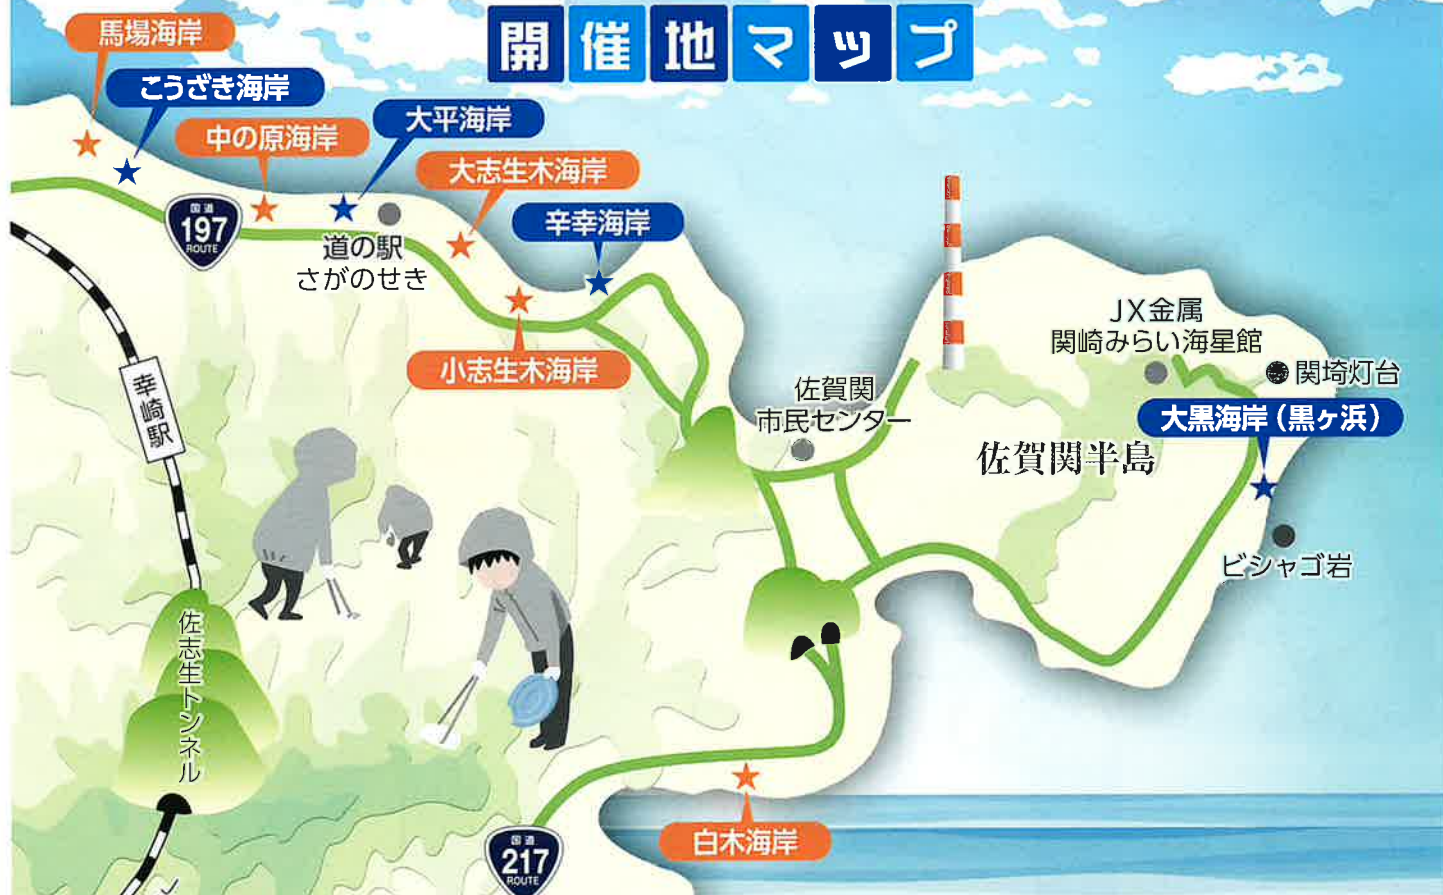 開催地マップ
馬場海岸
こうざき海岸
中の原海岸
大平海岸
大志生木海岸
辛幸海岸
国道
197
ROUTE
道の駅
さがのせき
小志生木海岸
幸崎駅
JX金属
関崎みらい海星館
関埼灯台
佐賀関
市民センター
大黒海岸（黒ヶ浜）
佐賀関半島
ビシャゴ岩
佐志生トンネル
白木海岸
国道
217
ROUTE